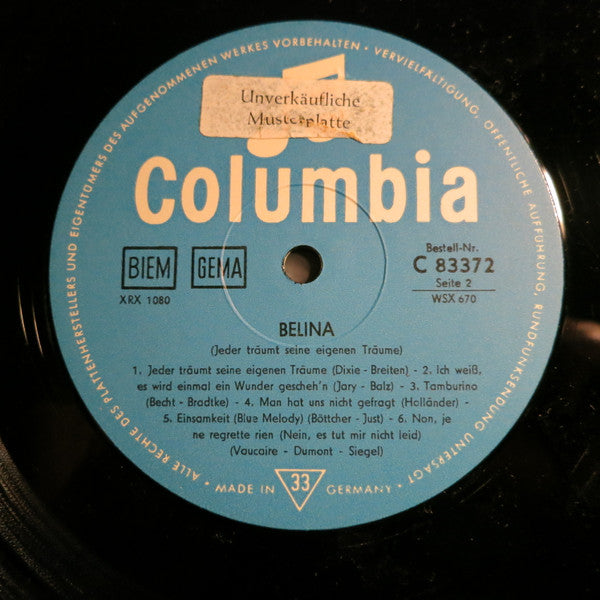 ALLE RECHTE DES PLATTENHERSTELLERS UND EIGENTÜMERS DES AUFGENOMMENEN WERKES VORBEHALTEN • VERVIELFÄLTIGUNG, ÖFFENTLICHE AUFFÜHRUNG, RUNDFUNKSENDUNG UNTERSAGT •
Unverkäufliche
Musterplatte
Columbia
BIEM
GEMA
XRX 1080
Bestell-Nr.
C 83372
Seite 2
WSX 670
BELINA
(Jeder träumt seine eigenen Träume)
1. Jeder träumt seine eigenen Träume (Dixie - Breiten) - 2. Ich weiß,
es wird einmal ein Wunder gescheh'n (Jary - Balz) - 3. Tamburino
(Becht - Bradtke) - 4. Man hat uns nicht gefragt (Holländer) -
5. Einsamkeit (Blue Melody) (Böttcher - Just) - 6. Non, je
ne regrette rien (Nein, es tut mir nicht leid)
(Vaucaire - Dumont - Siegel)
MADE IN 33 GERMANY